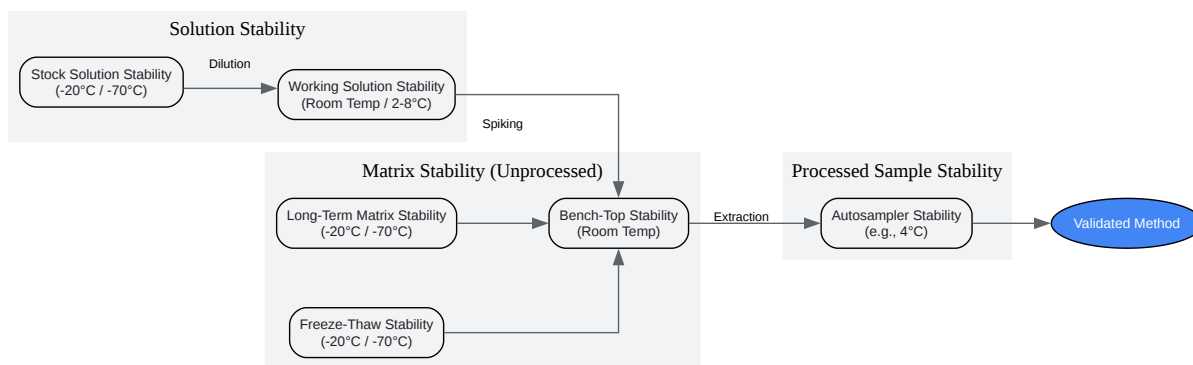 Solution Stability
Stock Solution Stability
(-20°C / -70°C)
Dilution
Working Solution Stability
(Room Temp / 2-8°C)
Spiking
Matrix Stability (Unprocessed)
Long-Term Matrix Stability
(-20°C / -70°C)
Bench-Top Stability
(Room Temp)
Freeze-Thaw Stability
(-20°C / -70°C)
Extraction
Processed Sample Stability
Autosampler Stability
(e.g., 4°C)
Validated Method